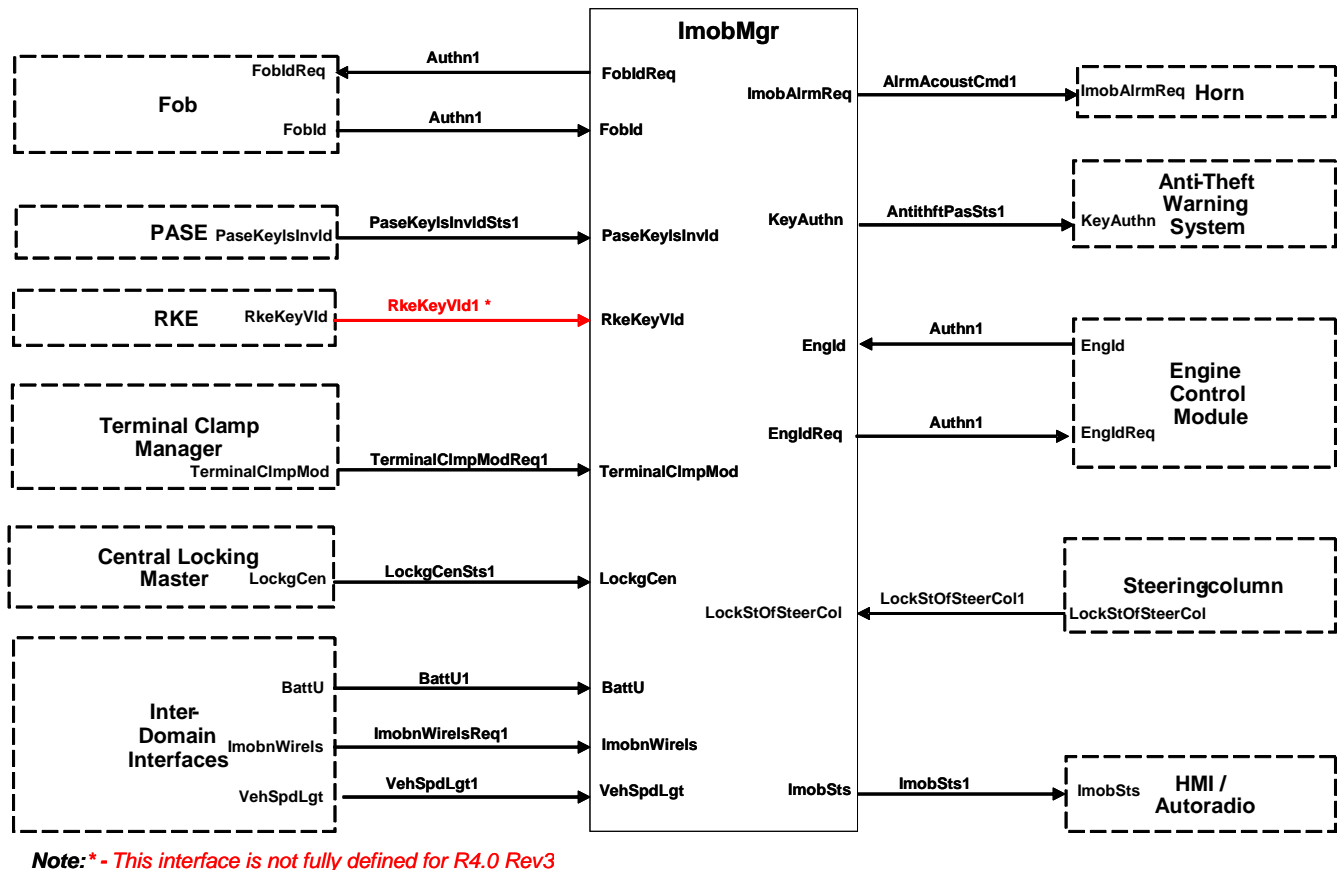 ImobMgr
Authn1
FobIdReq
FobIdReq
Fob
Authn1
FobId
FobId
PASE
PaseKeyIsInvld
PaseKeyIsInvldSts1
PaseKeyIsInvld
RKE
RkeKeyVld
RkeKeyVld1 *
RkeKeyVld
Terminal Clamp
Manager
TerminalClmpMod
TerminalClmpModReq1
TerminalClmpMod
Central Locking
Master
LockgCen
LockgCenSts1
LockgCen
Inter-
Domain
Interfaces
BattU
BattU1
BattU
ImobnWirels
ImobnWirelsReq1
ImobnWirels
VehSpdLgt
VehSpdLgt1
VehSpdLgt
ImobAlrmReq
AlrmAcoustCmd1
ImobAlrmReq
Horn
KeyAuthn
AntithftPasSts1
KeyAuthn
Anti-Theft
Warning
System
EngId
Authn1
EngId
Engine
Control
Module
EngIdReq
Authn1
EngIdReq
LockStOfSteerCol
LockStOfSteerCol1
Steering-column
LockStOfSteerCol
ImobSts
ImobSts1
ImobSts
HMI /
Autoradio
Note: * - This interface is not fully defined for R4.0 Rev3